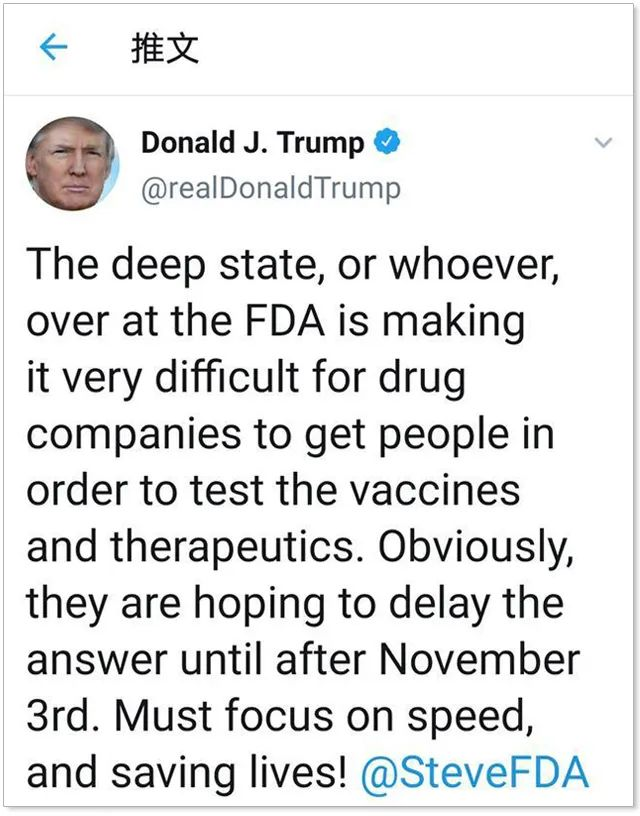 推文
Donald J. Trump
@realDonaldTrump
The deep state, or whoever,
over at the FDA is making
it very difficult for drug
companies to get people in
order to test the vaccines
and therapeutics. Obviously,
they are hoping to delay the
answer until after November
3rd. Must focus on speed,
and saving lives! @SteveFDA